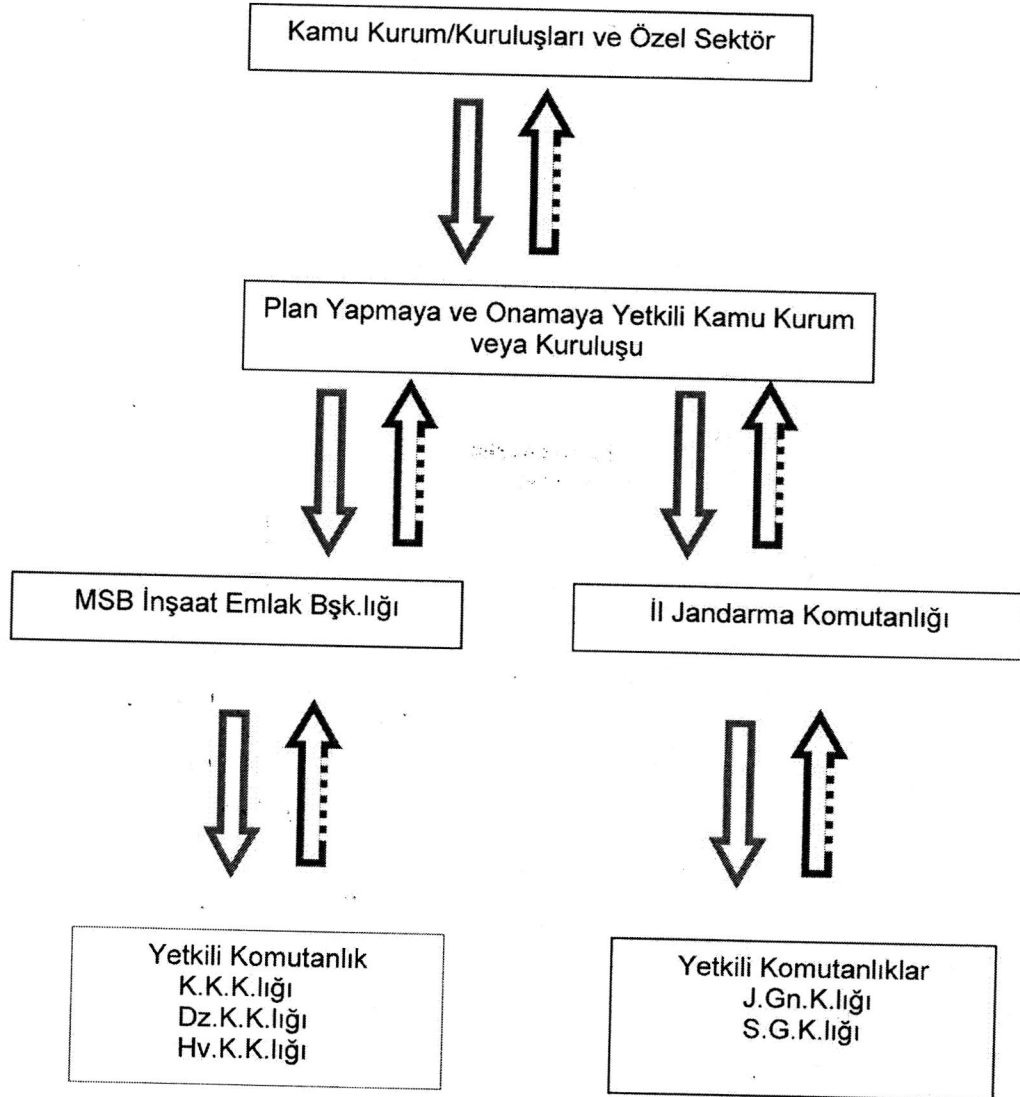 Kamu Kurum/Kuruluşları ve Özel Sektör
Plan Yapmaya ve Onamaya Yetkili Kamu Kurum
veya Kuruluşu
MSB İnşaat Emlak Bşk.lığı
İl Jandarma Komutanlığı
Yetkili Komutanlık
K.K.K.lığı
Dz.K.K.lığı
Hv.K.K.lığı
Yetkili Komutanlıklar
J.Gn.K.lığı
S.G.K.lığı